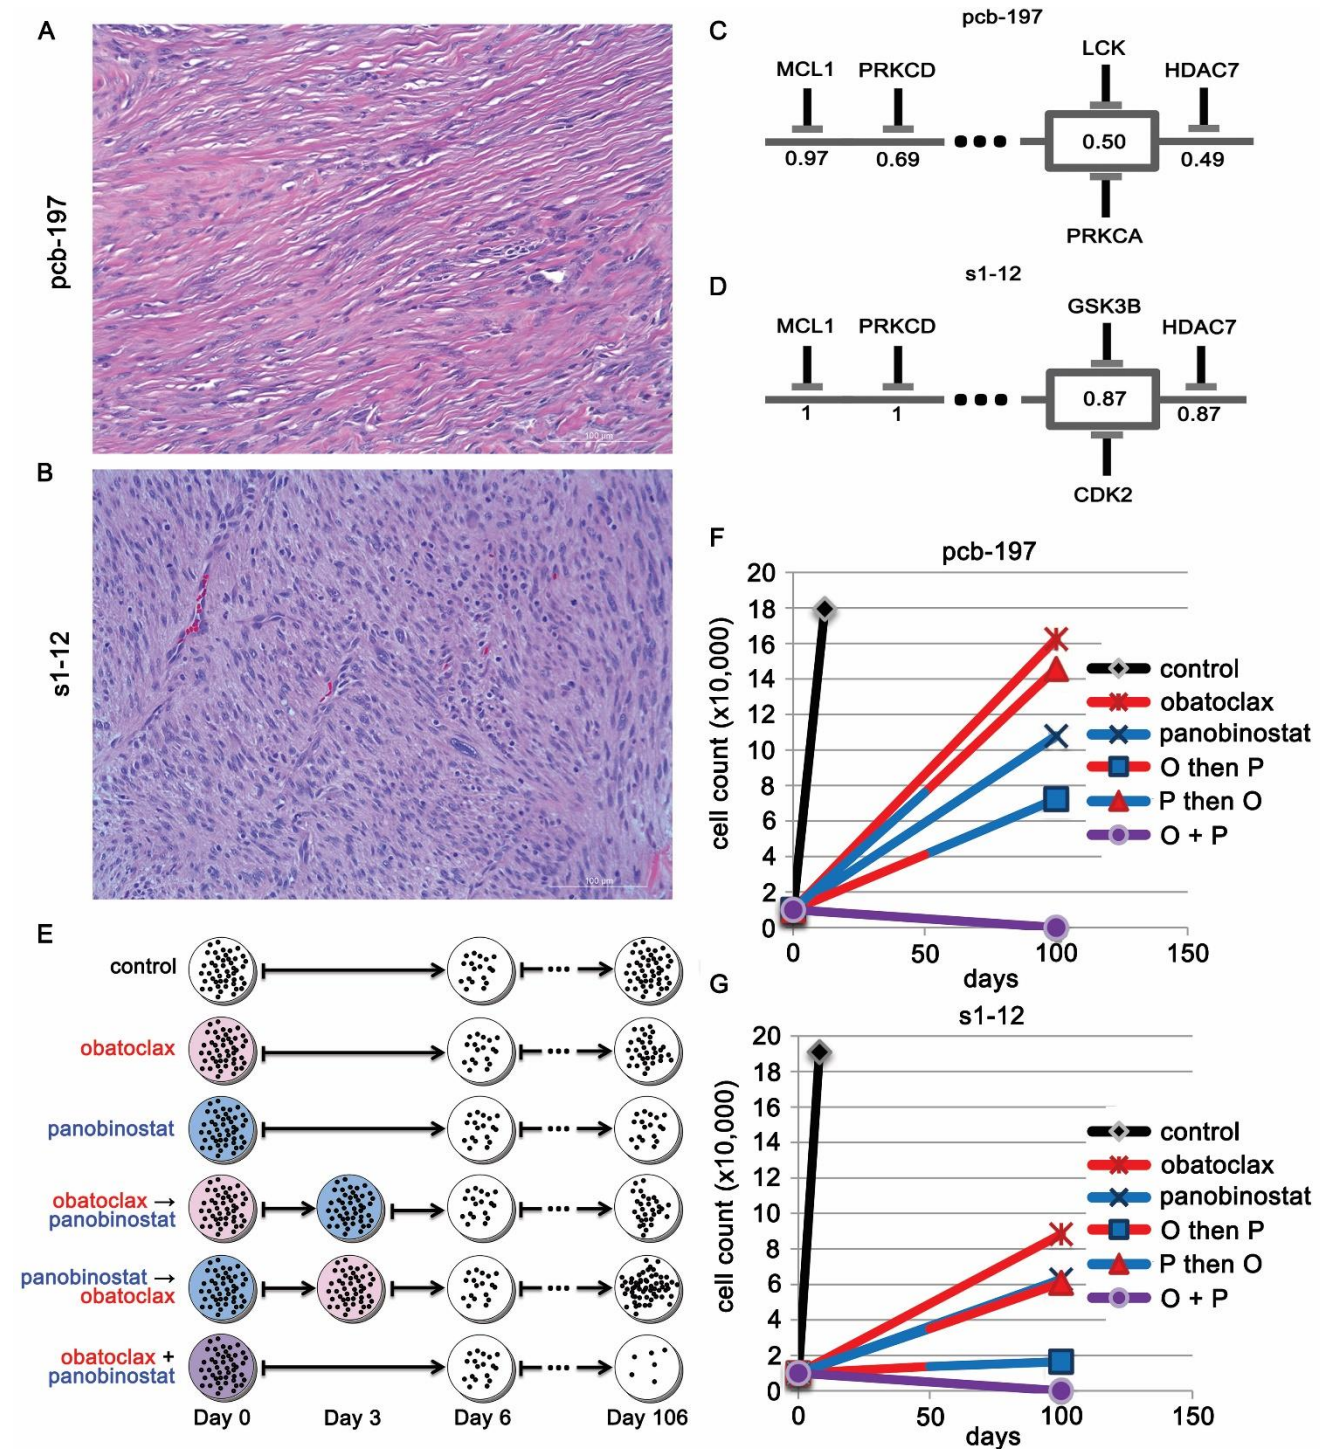 A
pcb-197
100 µm
B
s1-12
100 µm
C
pcb-197
MCL1
PRKCD
LCK
HDAC7
0.97
0.69
0.50
0.49
PRKCA
D
s1-12
MCL1
PRKCD
GSK3B
HDAC7
1
1
0.87
0.87
CDK2
E
control
obatoclax
panobinostat
obatoclax →
panobinostat
panobinostat →
obatoclax
obatoclax +
panobinostat
Day 0
Day 3
Day 6
Day 106
F
pcb-197
cell count (x10,000)
20
18
16
14
12
10
8
6
4
2
0
0
50
100
150
days
control
obatoclax
panobinostat
O then P
P then O
O + P
G
s1-12
cell count (x10,000)
20
18
16
14
12
10
8
6
4
2
0
0
50
100
150
days
control
obatoclax
panobinostat
O then P
P then O
O + P